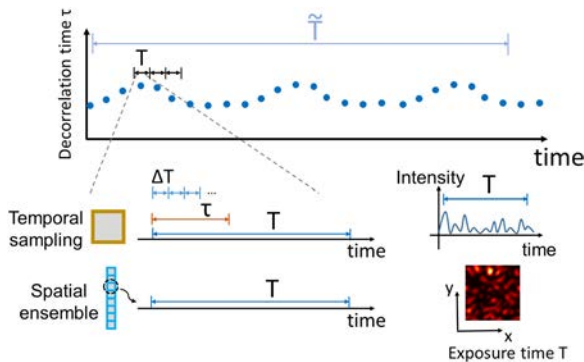 T̃
Decorrelation time τ
T
time
ΔT
...
Intensity
T
Temporal
sampling
τ
T
time
time
Spatial
ensemble
T
time
y
x
Exposure time T